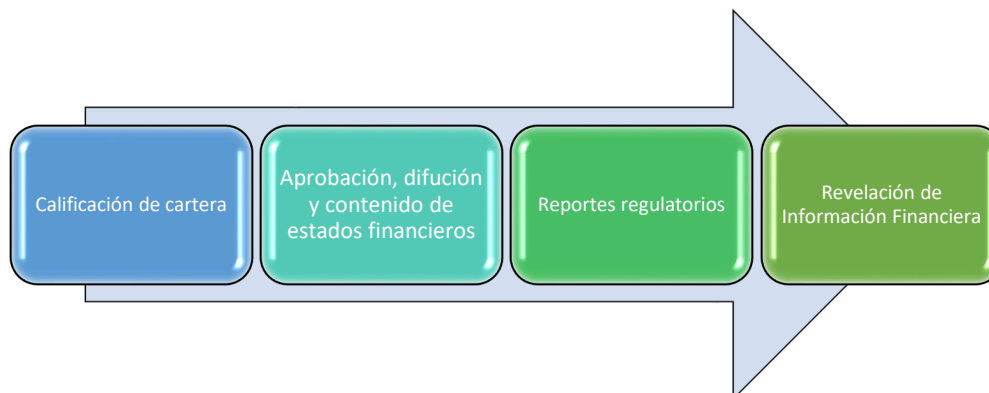 Calificación de cartera
Aprobación, difución
y contenido de
estados financieros
Reportes regulatorios
Revelación de
Información Financiera